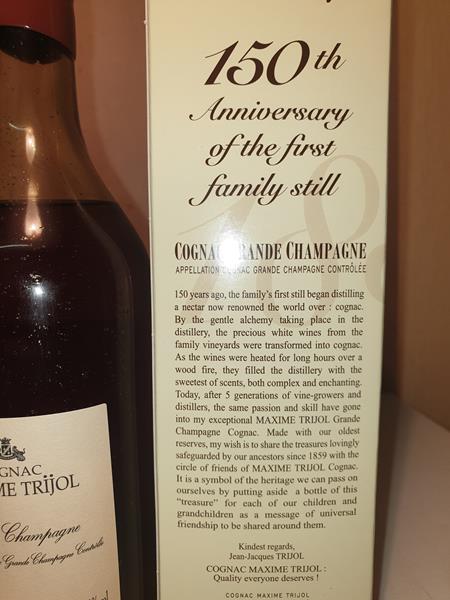 150th
Anniversary
of the first
family still
COGNAC GRANDE CHAMPAGNE
APPELLATION COGNAC GRANDE CHAMPAGNE CONTRÔLÉE
150 years ago, the family's first still began distilling
a nectar now renowned the world over : cognac.
By the gentle alchemy taking place in the
distillery, the precious white wines from the
family vineyards were transformed into cognac.
As the wines were heated for long hours over a
wood fire, they filled the distillery with the
sweetest of scents, both complex and enchanting.
Today, after 5 generations of vine-growers and
distillers, the same passion and skill have gone
into my exceptional MAXIME TRIJOL Grande
Champagne Cognac. Made with our oldest
reserves, my wish is to share the treasures lovingly
safeguarded by our ancestors since 1859 with the
circle of friends of MAXIME TRIJOL Cognac.
It is a symbol of the heritage we can pass on
ourselves by putting aside a bottle of this
"treasure" for each of our children and
grandchildren as a message of universal
friendship to be shared around them.
Kindest regards,
Jean-Jacques TRIJOL
COGNAC MAXIME TRIJOL :
Quality everyone deserves !
COGNAC MAXIME TRIJOL
OGNAC
ME TRIJOL
Champagne
Grande Champagne Contrôlée